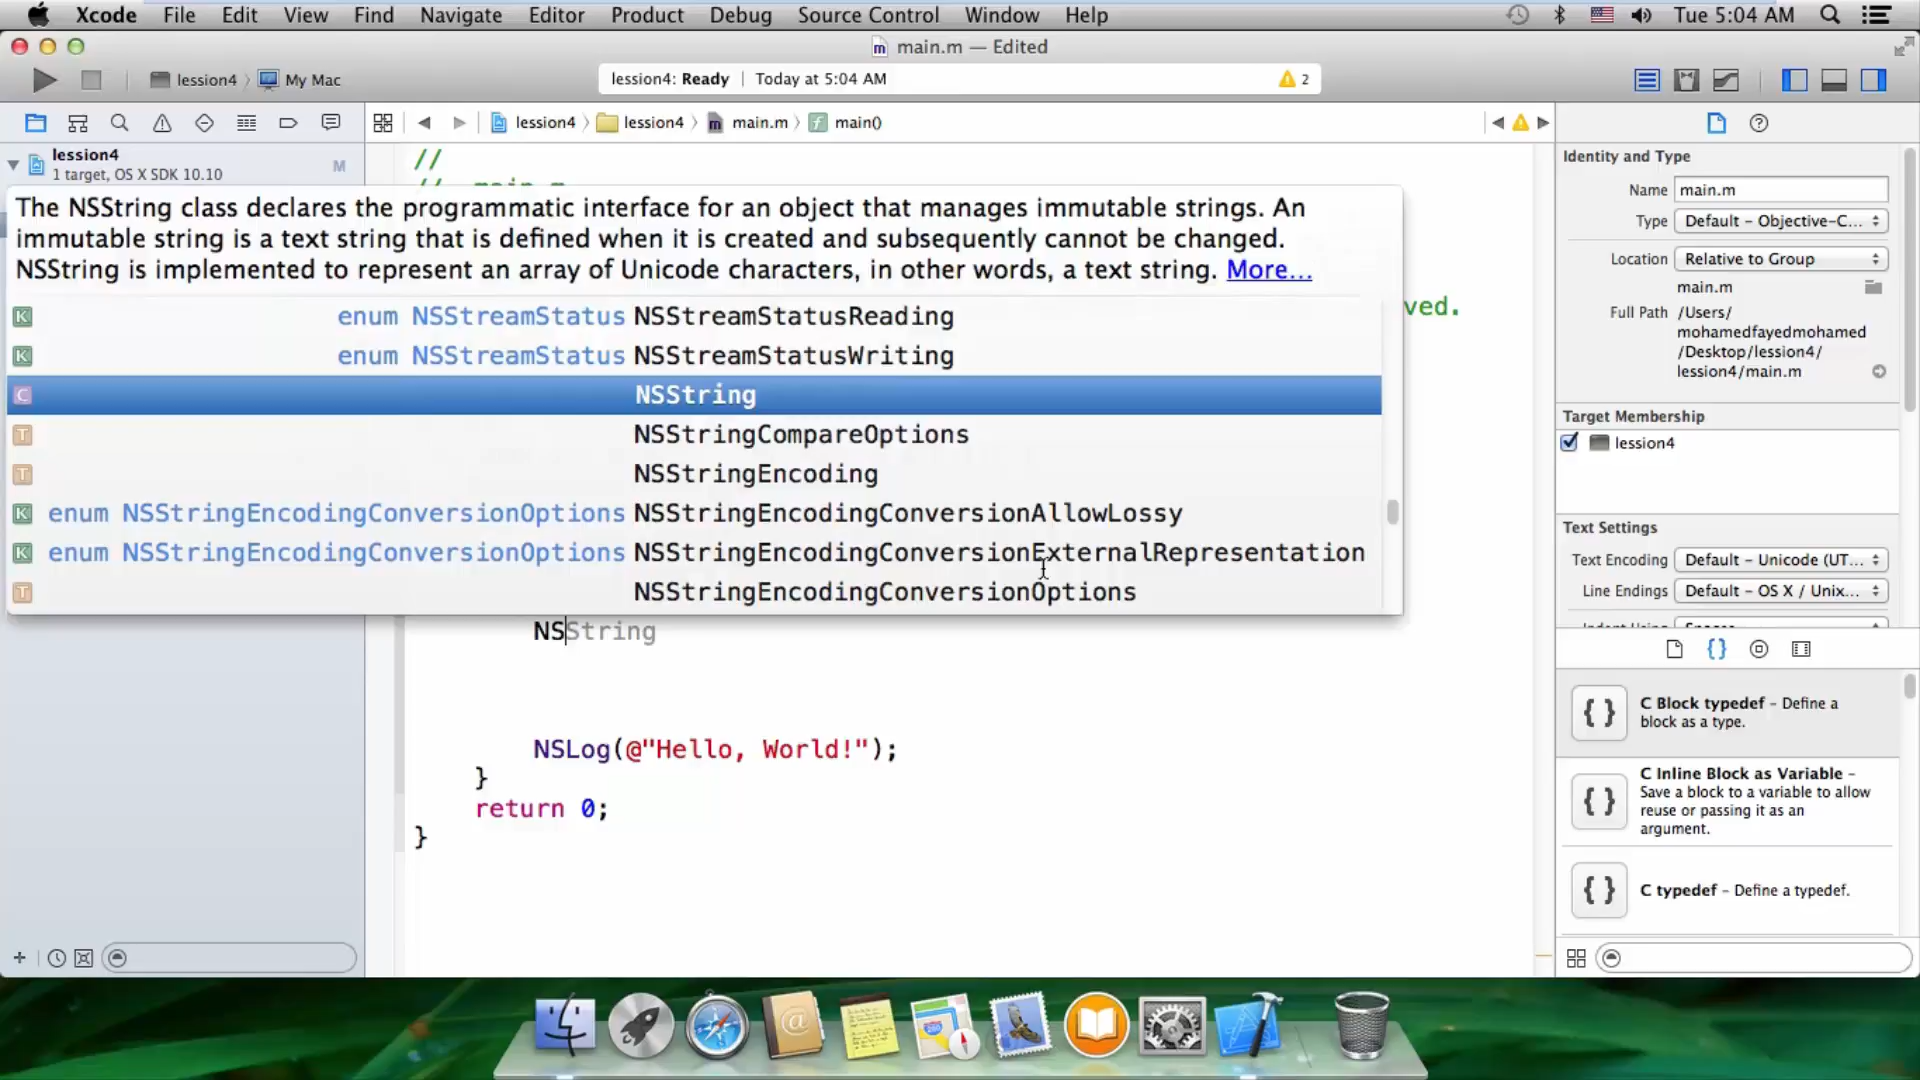 Xcode File Edit View Find Navigate Editor Product Debug Source Control Window Help Tue 5:04 AM
main.m — Edited
lession4 My Mac
lession4: Ready | Today at 5:04 AM 2
lession4 lession4 main.m main()
lession4
1 target, OS X SDK 10.10
M
//
The NSString class declares the programmatic interface for an object that manages immutable strings. An
immutable string is a text string that is defined when it is created and subsequently cannot be changed.
NSString is implemented to represent an array of Unicode characters, in other words, a text string. More...
K enum NSStreamStatus NSStreamStatusReading
K enum NSStreamStatus NSStreamStatusWriting
C NSString
T NSStringCompareOptions
T NSStringEncoding
K enum NSStringEncodingConversionOptions NSStringEncodingConversionAllowLossy
K enum NSStringEncodingConversionOptions NSStringEncodingConversionExternalRepresentation
T NSStringEncodingConversionOptions
ved.
NSString
NSLog(@"Hello, World!");
}
return 0;
}
Identity and Type
Name main.m
Type Default - Objective-C...
Location Relative to Group
main.m
Full Path /Users/
mohamedfayedmohamed
/Desktop/lession4/
lession4/main.m
Target Membership
lession4
Text Settings
Text Encoding Default - Unicode (UT...
Line Endings Default - OS X / Unix...
{}
{ } C Block typedef - Define a
block as a type.
{ } C Inline Block as Variable -
Save a block to a variable to allow
reuse or passing it as an
argument.
{ } C typedef - Define a typedef.